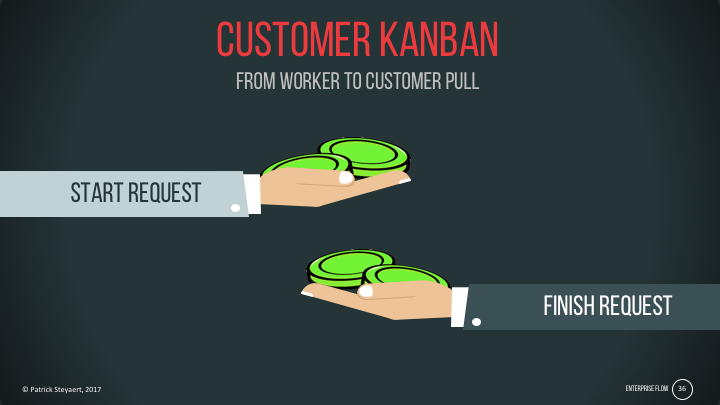 CUSTOMER KANBAN
FROM WORKER TO CUSTOMER PULL
START REQUEST
FINISH REQUEST
© Patrick Steyaert, 2017
ENTERPRISE FLOW 36